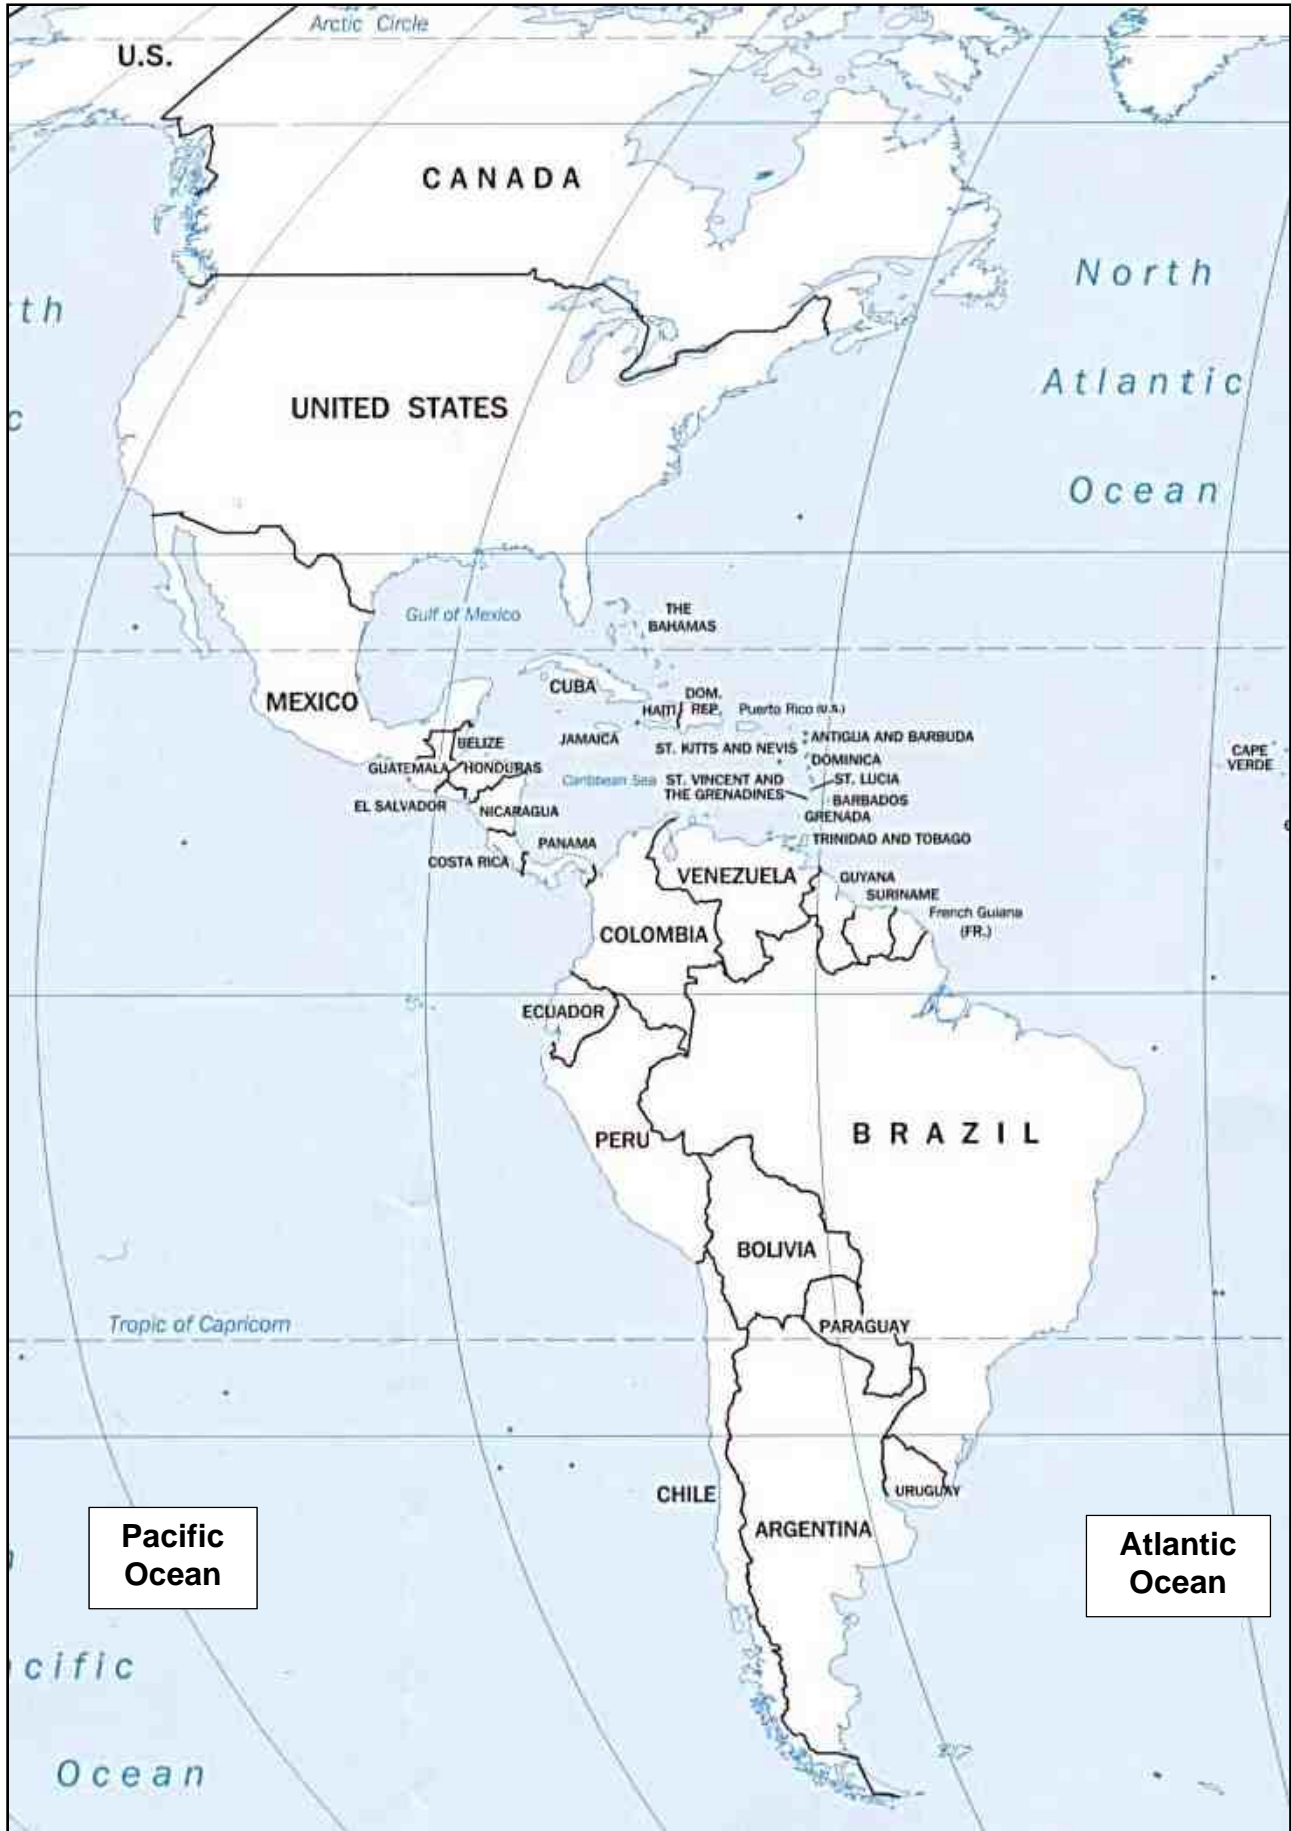 Arctic Circle
U.S.
CANADA
North
th
Atlantic
UNITED STATES
c
Ocean
THE
BAHAMAS
Gulf of Mexico
CUBA
DOM.
REP.
MEXICO
HAITI
Puerto Rico (U.S.)
JAMAICA
ANTIGUA AND BARBUDA
BELIZE
ST. KITTS AND NEVIS
CAPE
VERDE
DOMINICA
GUATEMALA
HONDURAS
Caribbean Sea
ST. VINCENT AND
THE GRENADINES
ST. LUCIA
EL SALVADOR
BARBADOS
NICARAGUA
GRENADA
PANAMA
TRINIDAD AND TOBAGO
COSTA RICA
VENEZUELA
GUYANA
SURINAME
French Guiana
(FR.)
COLOMBIA
ECUADOR
BRAZIL
PERU
BOLIVIA
Tropic of Capricorn
PARAGUAY
CHILE
URUGUAY
ARGENTINA
Pacific
Ocean
Atlantic
Ocean
cific
Ocean